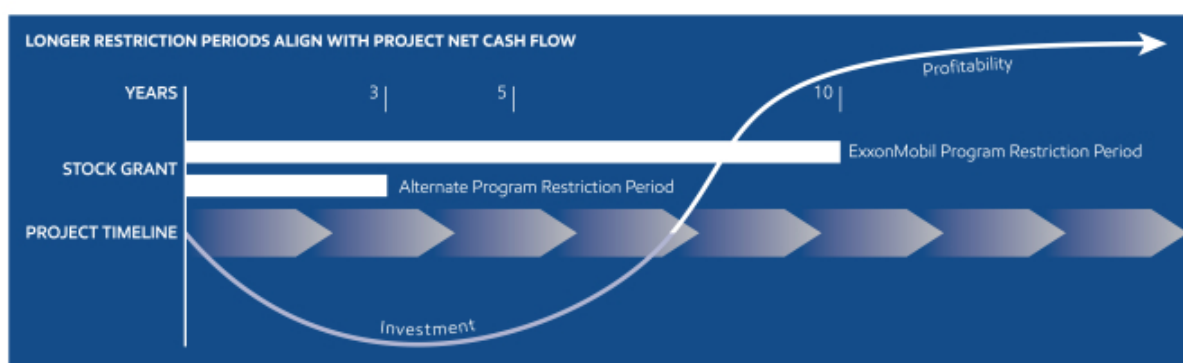 LONGER RESTRICTION PERIODS ALIGN WITH PROJECT NET CASH FLOW
Profitability
YEARS 3 5 10
STOCK GRANT
ExxonMobil Program Restriction Period
Alternate Program Restriction Period
PROJECT TIMELINE
Investment